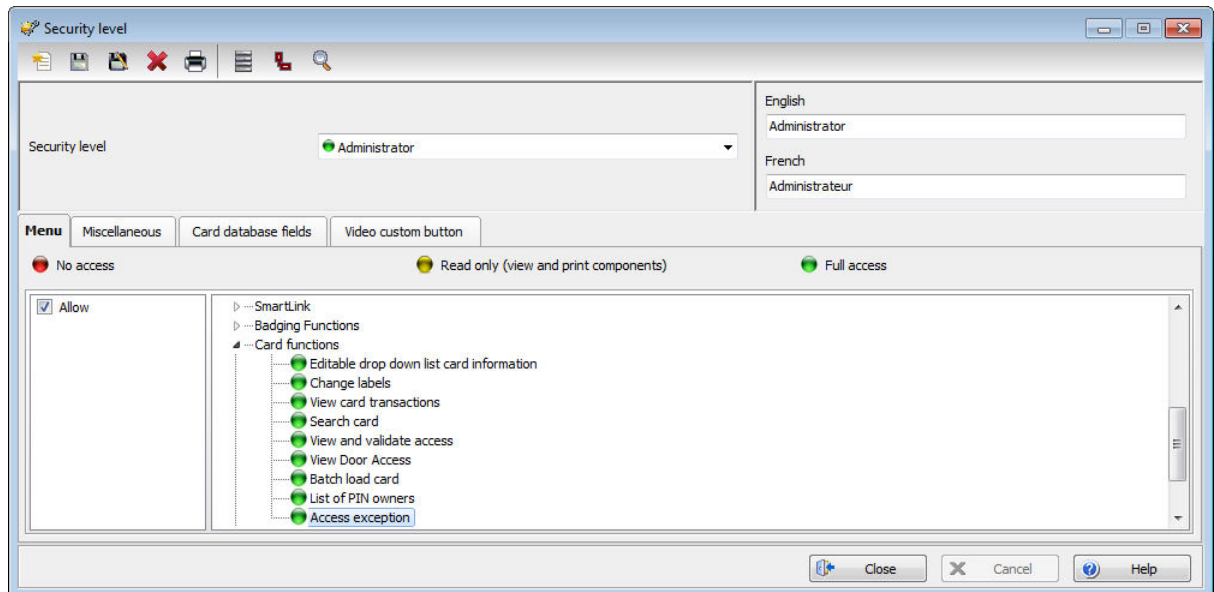 Security level
English
Administrator
Security level
Administrator
French
Administrateur
Menu
Miscellaneous
Card database fields
Video custom button
No access
Read only (view and print components)
Full access
Allow
SmartLink
Badging Functions
Card functions
Editable drop down list card information
Change labels
View card transactions
Search card
View and validate access
View Door Access
Batch load card
List of PIN owners
Access exception
Close
Cancel
Help